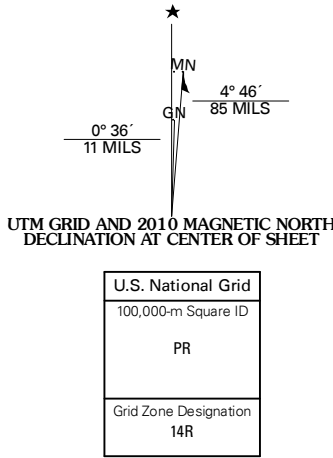 MN
4° 46´
85 MILS
GN
0° 36´
11 MILS
UTM GRID AND 2010 MAGNETIC NORTH
DECLINATION AT CENTER OF SHEET
U.S. National Grid
100,000-m Square ID
PR
Grid Zone Designation
14R